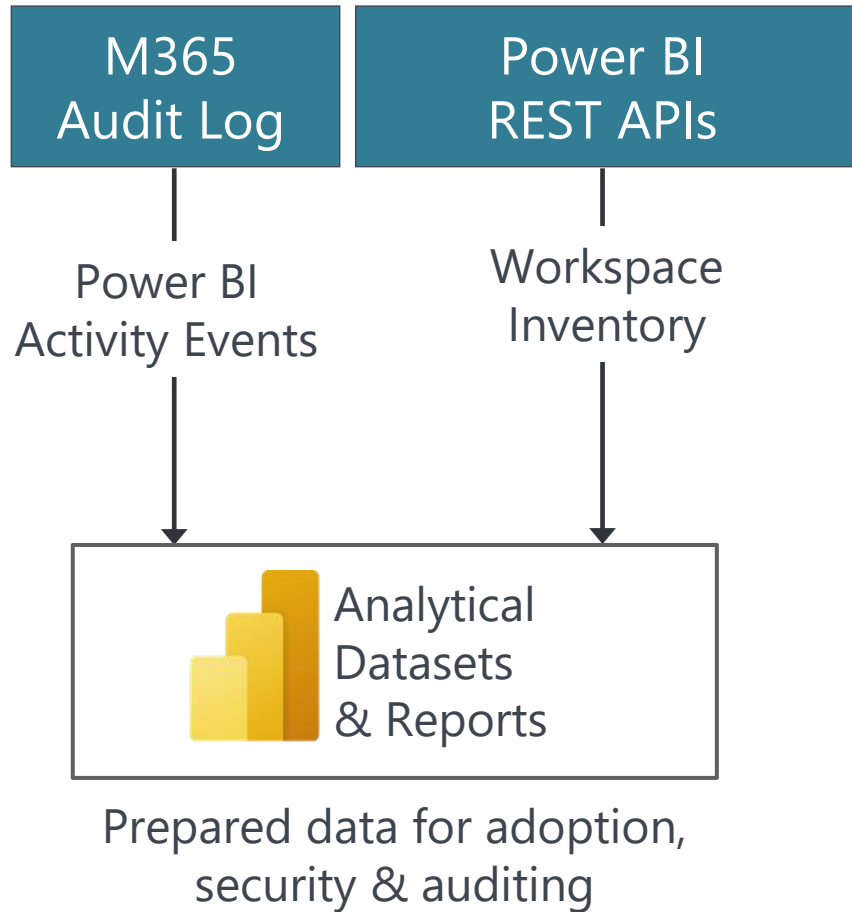 M365
Audit Log
Power BI
REST APIs
Power BI
Activity Events
Workspace
Inventory
Analytical
Datasets
& Reports
Prepared data for adoption,
security & auditing